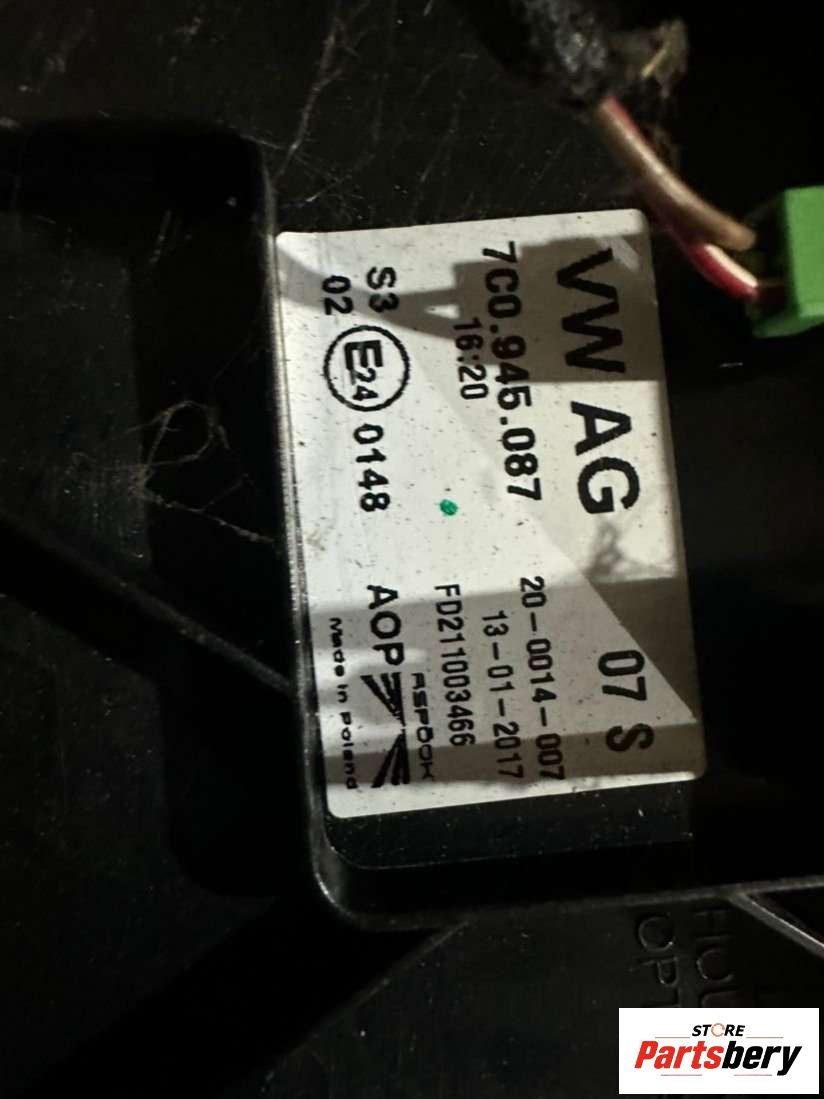 VW AG
07 S
7C0.945.087
20-0014-007
16:20
13-01-2017
FD211003466
S3
02
E24
0148
AOP
ASPÖCK
Made in Poland
STORE
Partsbery